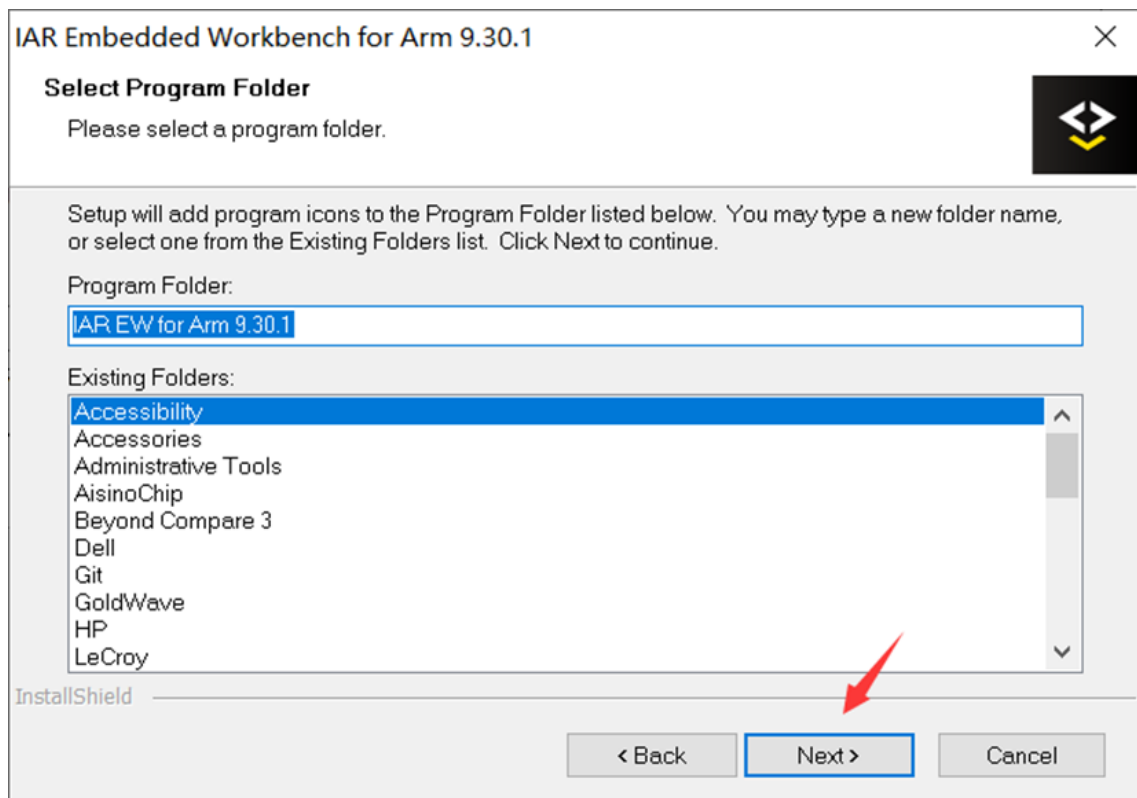 IAR Embedded Workbench for Arm 9.30.1
Select Program Folder
Please select a program folder.
Setup will add program icons to the Program Folder listed below.  You may type a new folder name,
or select one from the Existing Folders list.  Click Next to continue.
Program Folder:
IAR EW for Arm 9.30.1
Existing Folders:
Accessibility
Accessories
Administrative Tools
AisinoChip
Beyond Compare 3
Dell
Git
GoldWave
HP
LeCroy
InstallShield
< Back
Next >
Cancel